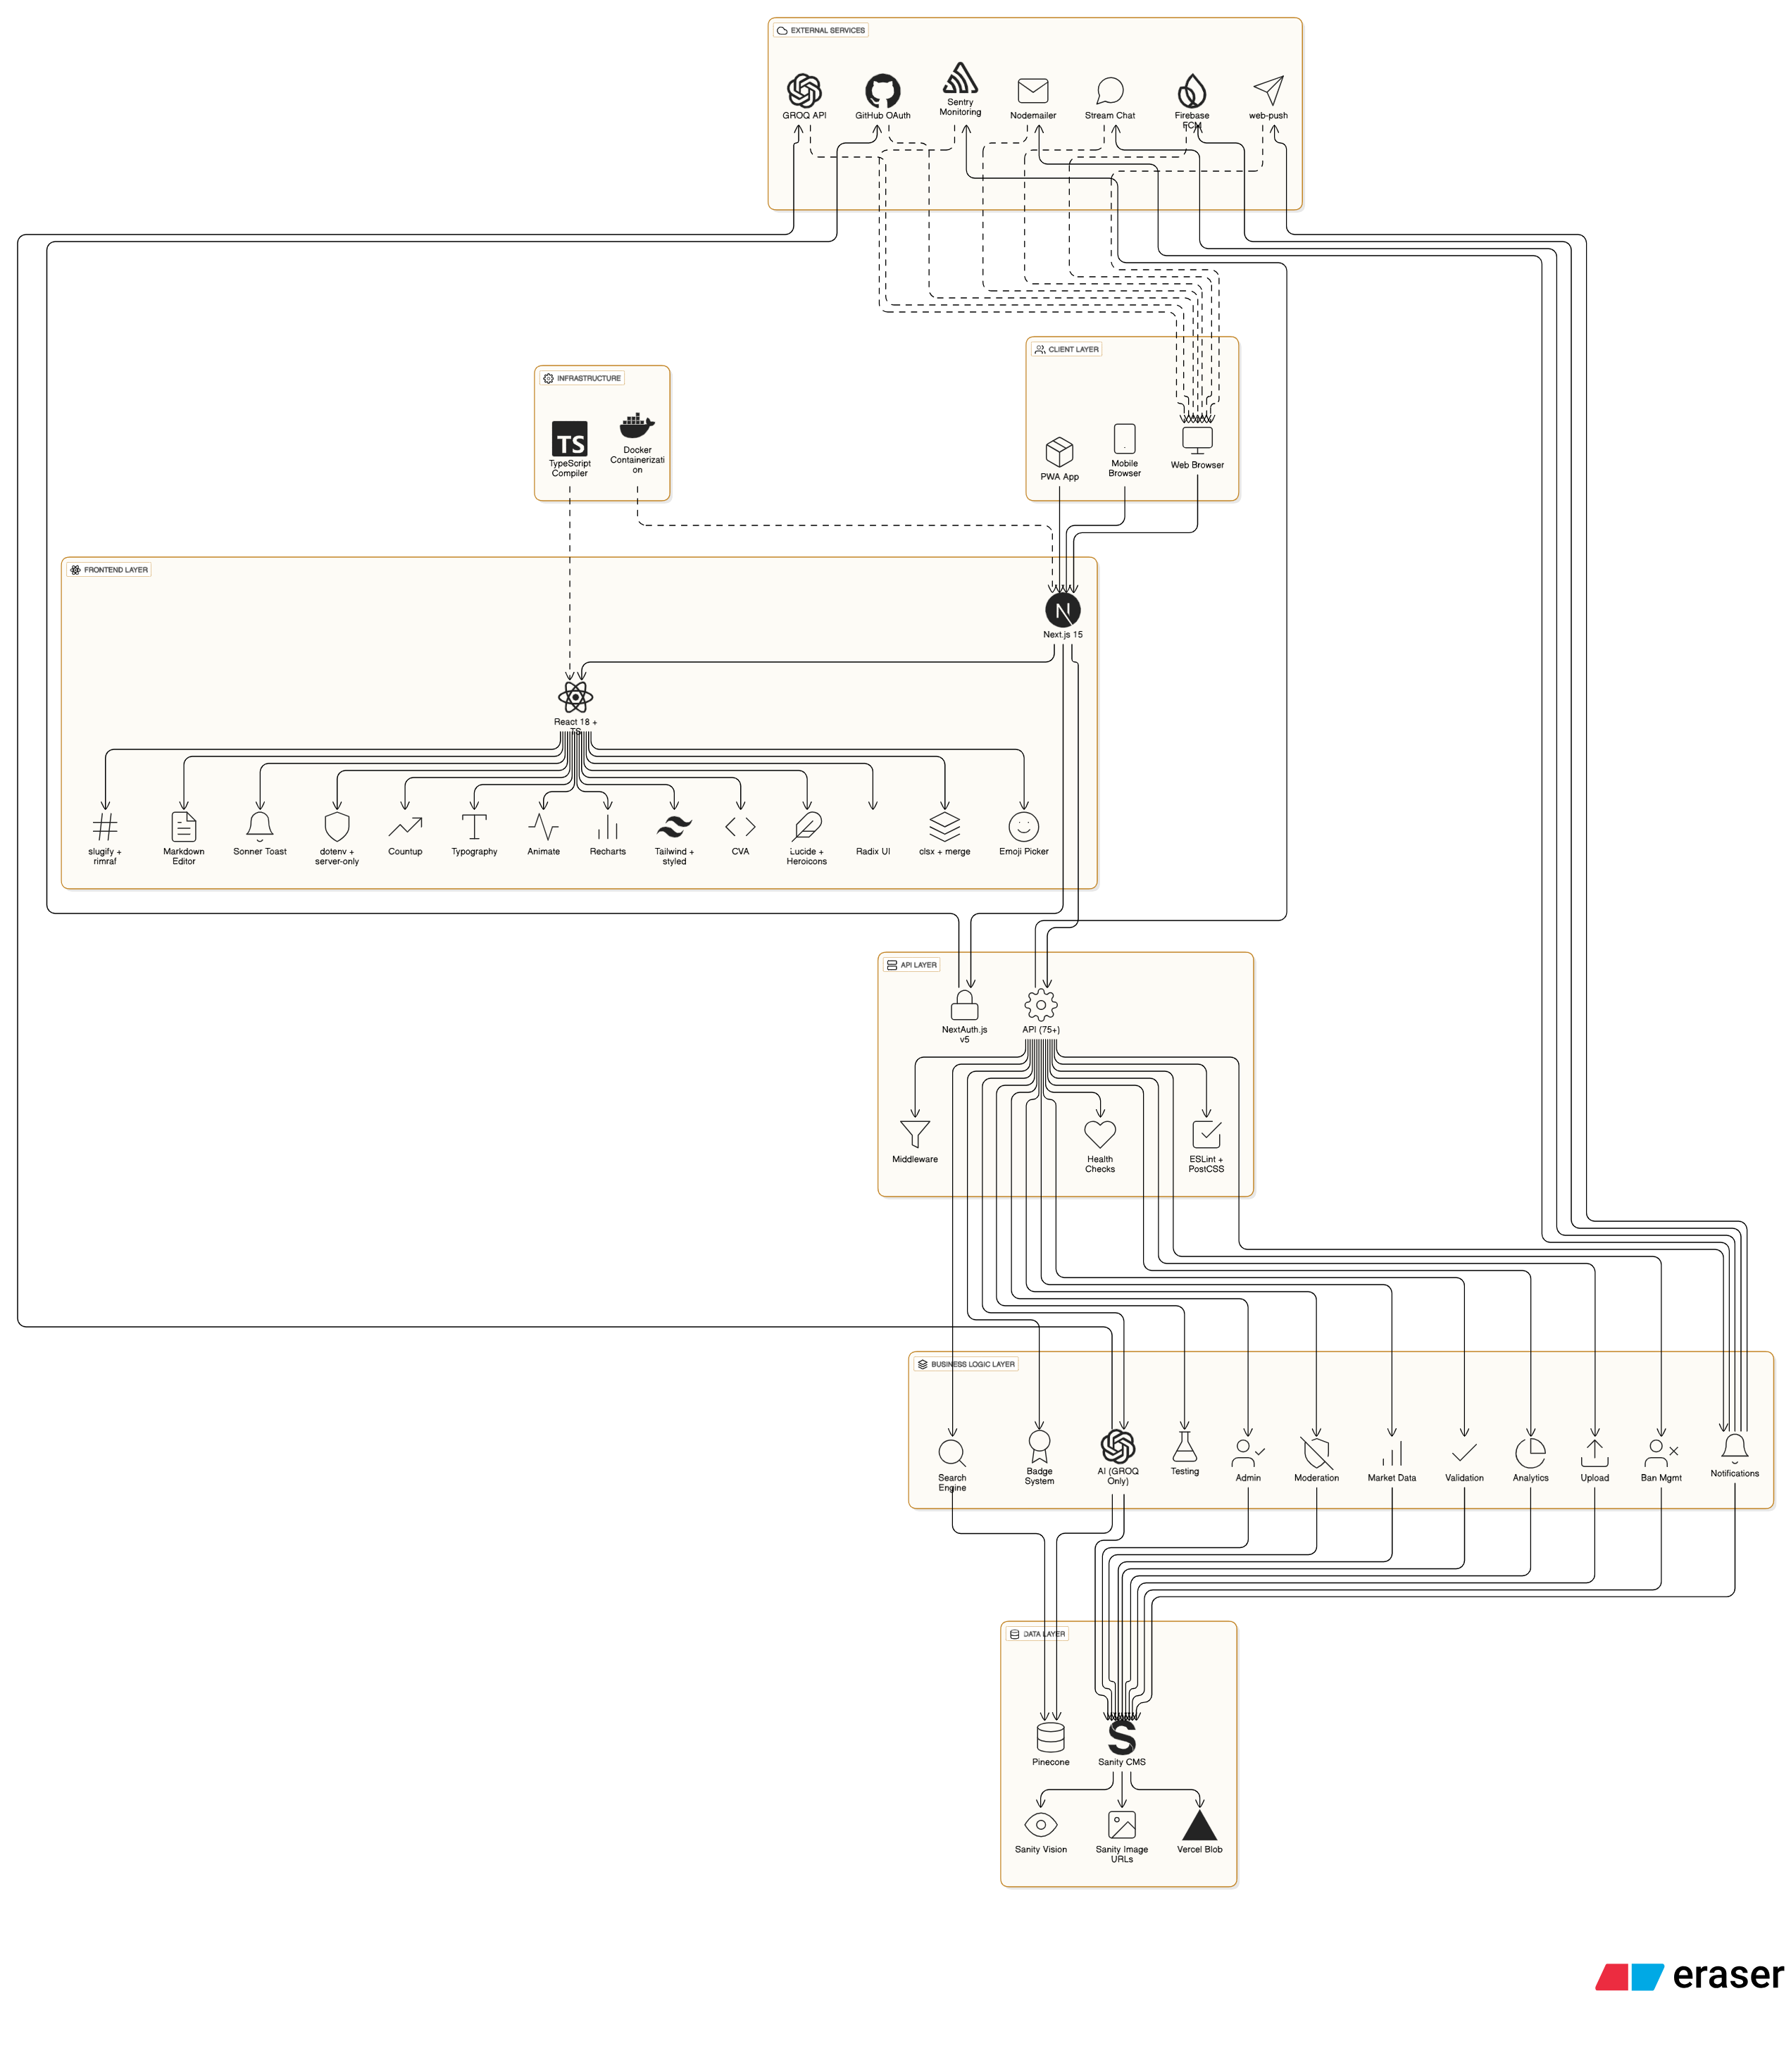 EXTERNAL SERVICES
GROQ API
GitHub OAuth
Sentry
Monitoring
Nodemailer
Stream Chat
Firebase
FCM
web-push
CLIENT LAYER
PWA App
Mobile
Browser
Web Browser
INFRASTRUCTURE
TypeScript
Compiler
Docker
Containerizati
on
FRONTEND LAYER
Next.js 15
React 18 +
TS
slugify +
rimraf
Markdown
Editor
Sonner Toast
dotenv +
server-only
Countup
Typography
Animate
Recharts
Tailwind +
styled
CVA
Lucide +
Heroicons
Radix UI
clsx + merge
Emoji Picker
API LAYER
NextAuth.js
v5
API (75+)
Middleware
Health
Checks
ESLint +
PostCSS
BUSINESS LOGIC LAYER
Search
Engine
Badge
System
AI (GROQ
Only)
Testing
Admin
Moderation
Market Data
Validation
Analytics
Upload
Ban Mgmt
Notifications
DATA LAYER
Pinecone
Sanity CMS
Sanity Vision
Sanity Image
URLs
Vercel Blob
eraser